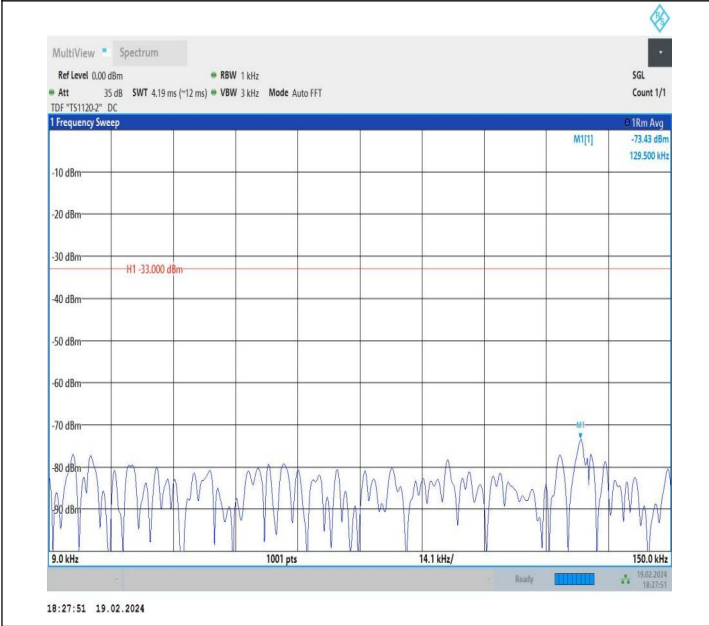 R S
MultiView Spectrum
Ref Level 0.00 dBm RBW 1 kHz SGL
Att 35 dB SWT 4.19 ms (~12 ms) VBW 3 kHz Mode Auto FFT Count 1/1
TDF "TS1120-2" DC
1 Frequency Sweep 1Rm Avg
M1[1] -73.43 dBm
129.500 kHz
-10 dBm
-20 dBm
-30 dBm
H1 -33.000 dBm
-40 dBm
-50 dBm
-60 dBm
-70 dBm
M1
-80 dBm
-90 dBm
9.0 kHz 1001 pts 14.1 kHz/ 150.0 kHz
Ready 19.02.2024
18:27:51
18:27:51 19.02.2024